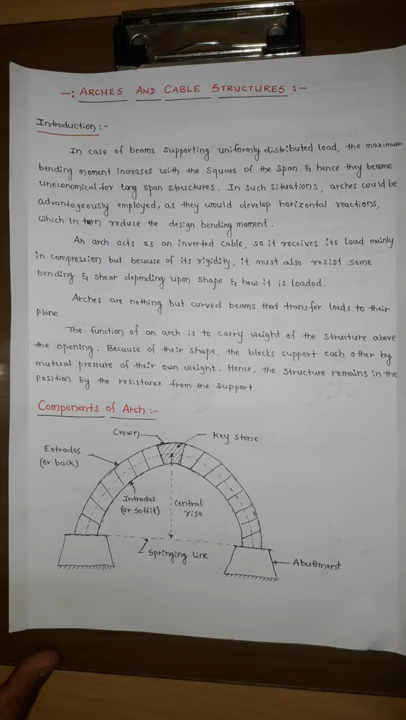 -: ARCHES AND CABLE STRUCTURES :-
Introduction :-
In case of beams supporting uniformly distributed load, the maximum
bending moment increases with the square of the span & hence they become
uneconomical for long span structures. In such situations, arches could be
advantageously employed, as they would develop horizontal reactions,
which in turn reduce the design bending moment.
An arch acts as an inverted cable, so it receives its load mainly
in compression but because of its rigidity, it must also resist some
bending & shear depending upon shape & how it is loaded.
Arches are nothing but curved beams that transfer loads to their
plane.
The function of an arch is to carry weight of the structure above
the opening. Because of their shape, the blocks support each other by
mutual pressure of their own weight. Hence, the structure remains in the
position by the resistance from the support.
Components of Arch :-
Crown
Key stone
Extrados
(or back)
Intrados
(or soffit)
Central
rise
Springing line
Abuttment